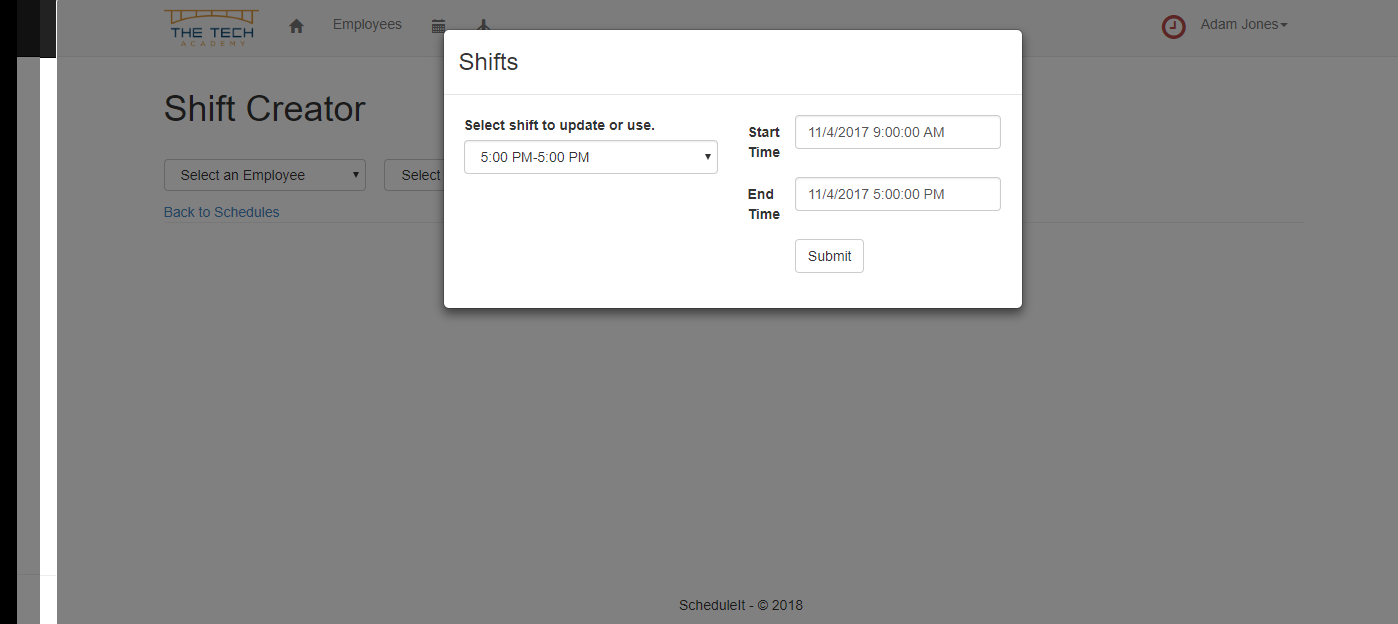 THE TECH
ACADEMY
Employees
Adam Jones
Shifts
Shift Creator
Select shift to update or use.
5:00 PM-5:00 PM
Start
Time
11/4/2017 9:00:00 AM
End
Time
11/4/2017 5:00:00 PM
Submit
Select an Employee
Select
Back to Schedules
ScheduleIt - © 2018